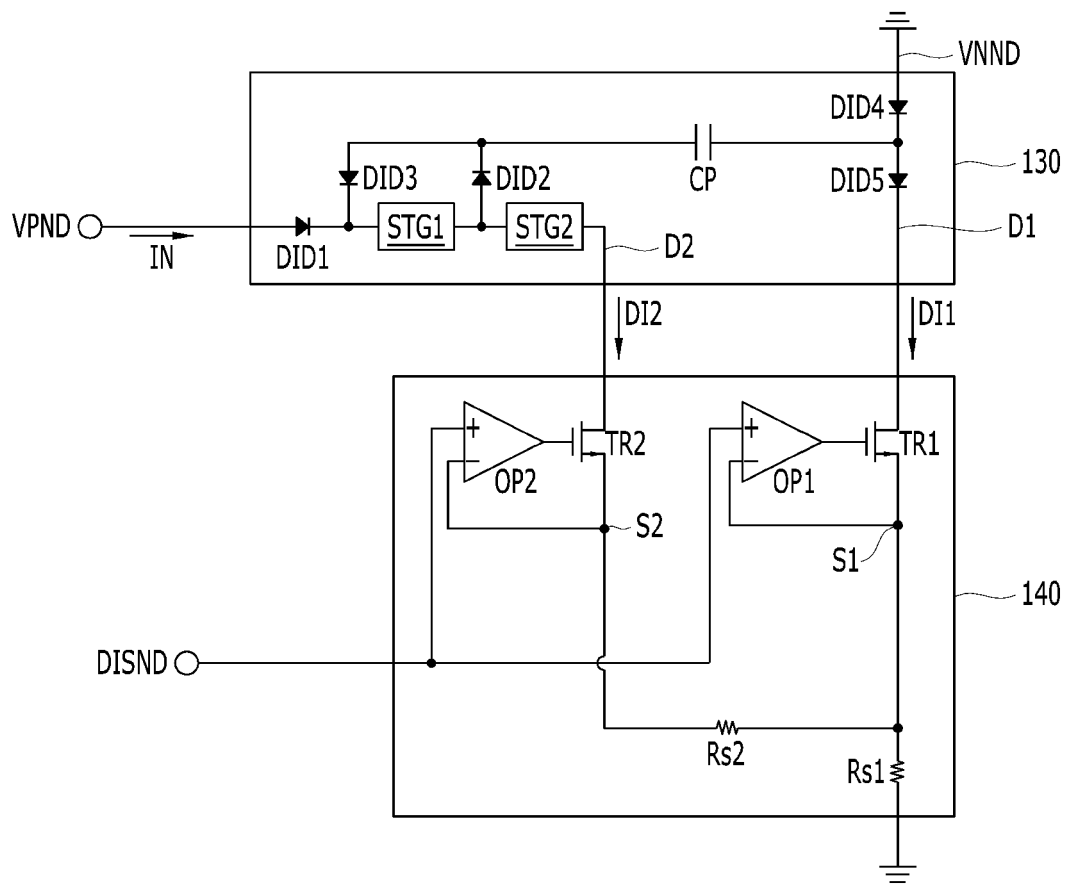 VNND
DID4
130
DID3
DID2
CP
DID5
VPND
STG1
STG2
D1
IN
DID1
D2
DI2
DI1
+
+
TR2
TR1
−
−
OP2
OP1
S2
S1
140
DISND
Rs2
Rs1